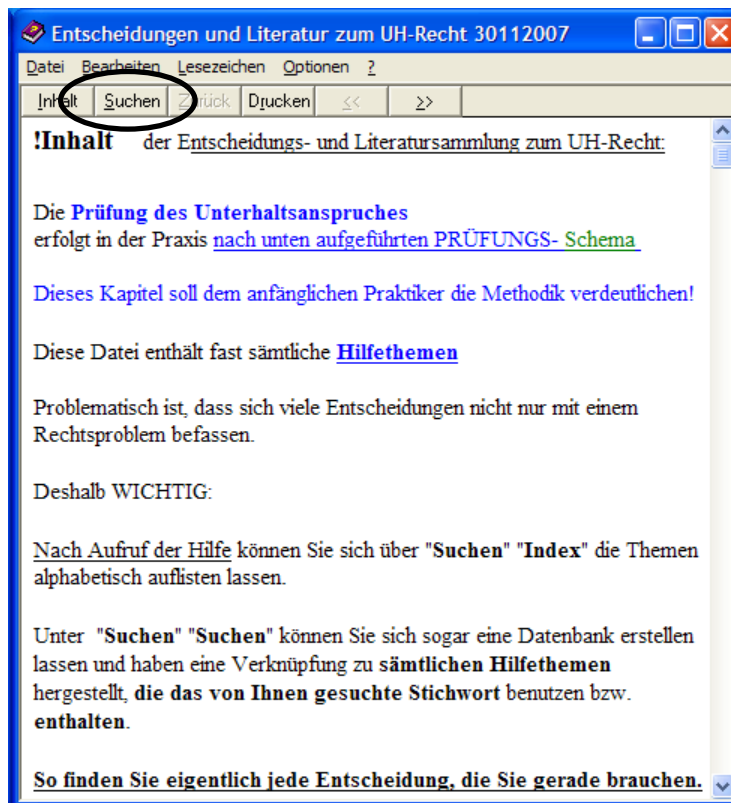 Entscheidungen und Literatur zum UH-Recht 30112007
Datei Bearbeiten Lesezeichen Optionen ?
Inhalt Suchen Zurück Drucken << >>
!Inhalt der Entscheidungs- und Literatursammlung zum UH-Recht:
Die Prüfung des Unterhaltsanspruches
erfolgt in der Praxis nach unten aufgeführten PRÜFUNGS- Schema
Dieses Kapitel soll dem anfänglichen Praktiker die Methodik verdeutlichen!
Diese Datei enthält fast sämtliche Hilfethemen
Problematisch ist, dass sich viele Entscheidungen nicht nur mit einem
Rechtsproblem befassen.
Deshalb WICHTIG:
Nach Aufruf der Hilfe können Sie sich über "Suchen" "Index" die Themen
alphabetisch auflisten lassen.
Unter "Suchen" "Suchen" können Sie sich sogar eine Datenbank erstellen
lassen und haben eine Verknüpfung zu sämtlichen Hilfethemen
hergestellt, die das von Ihnen gesuchte Stichwort benutzen bzw.
enthalten.
So finden Sie eigentlich jede Entscheidung, die Sie gerade brauchen.